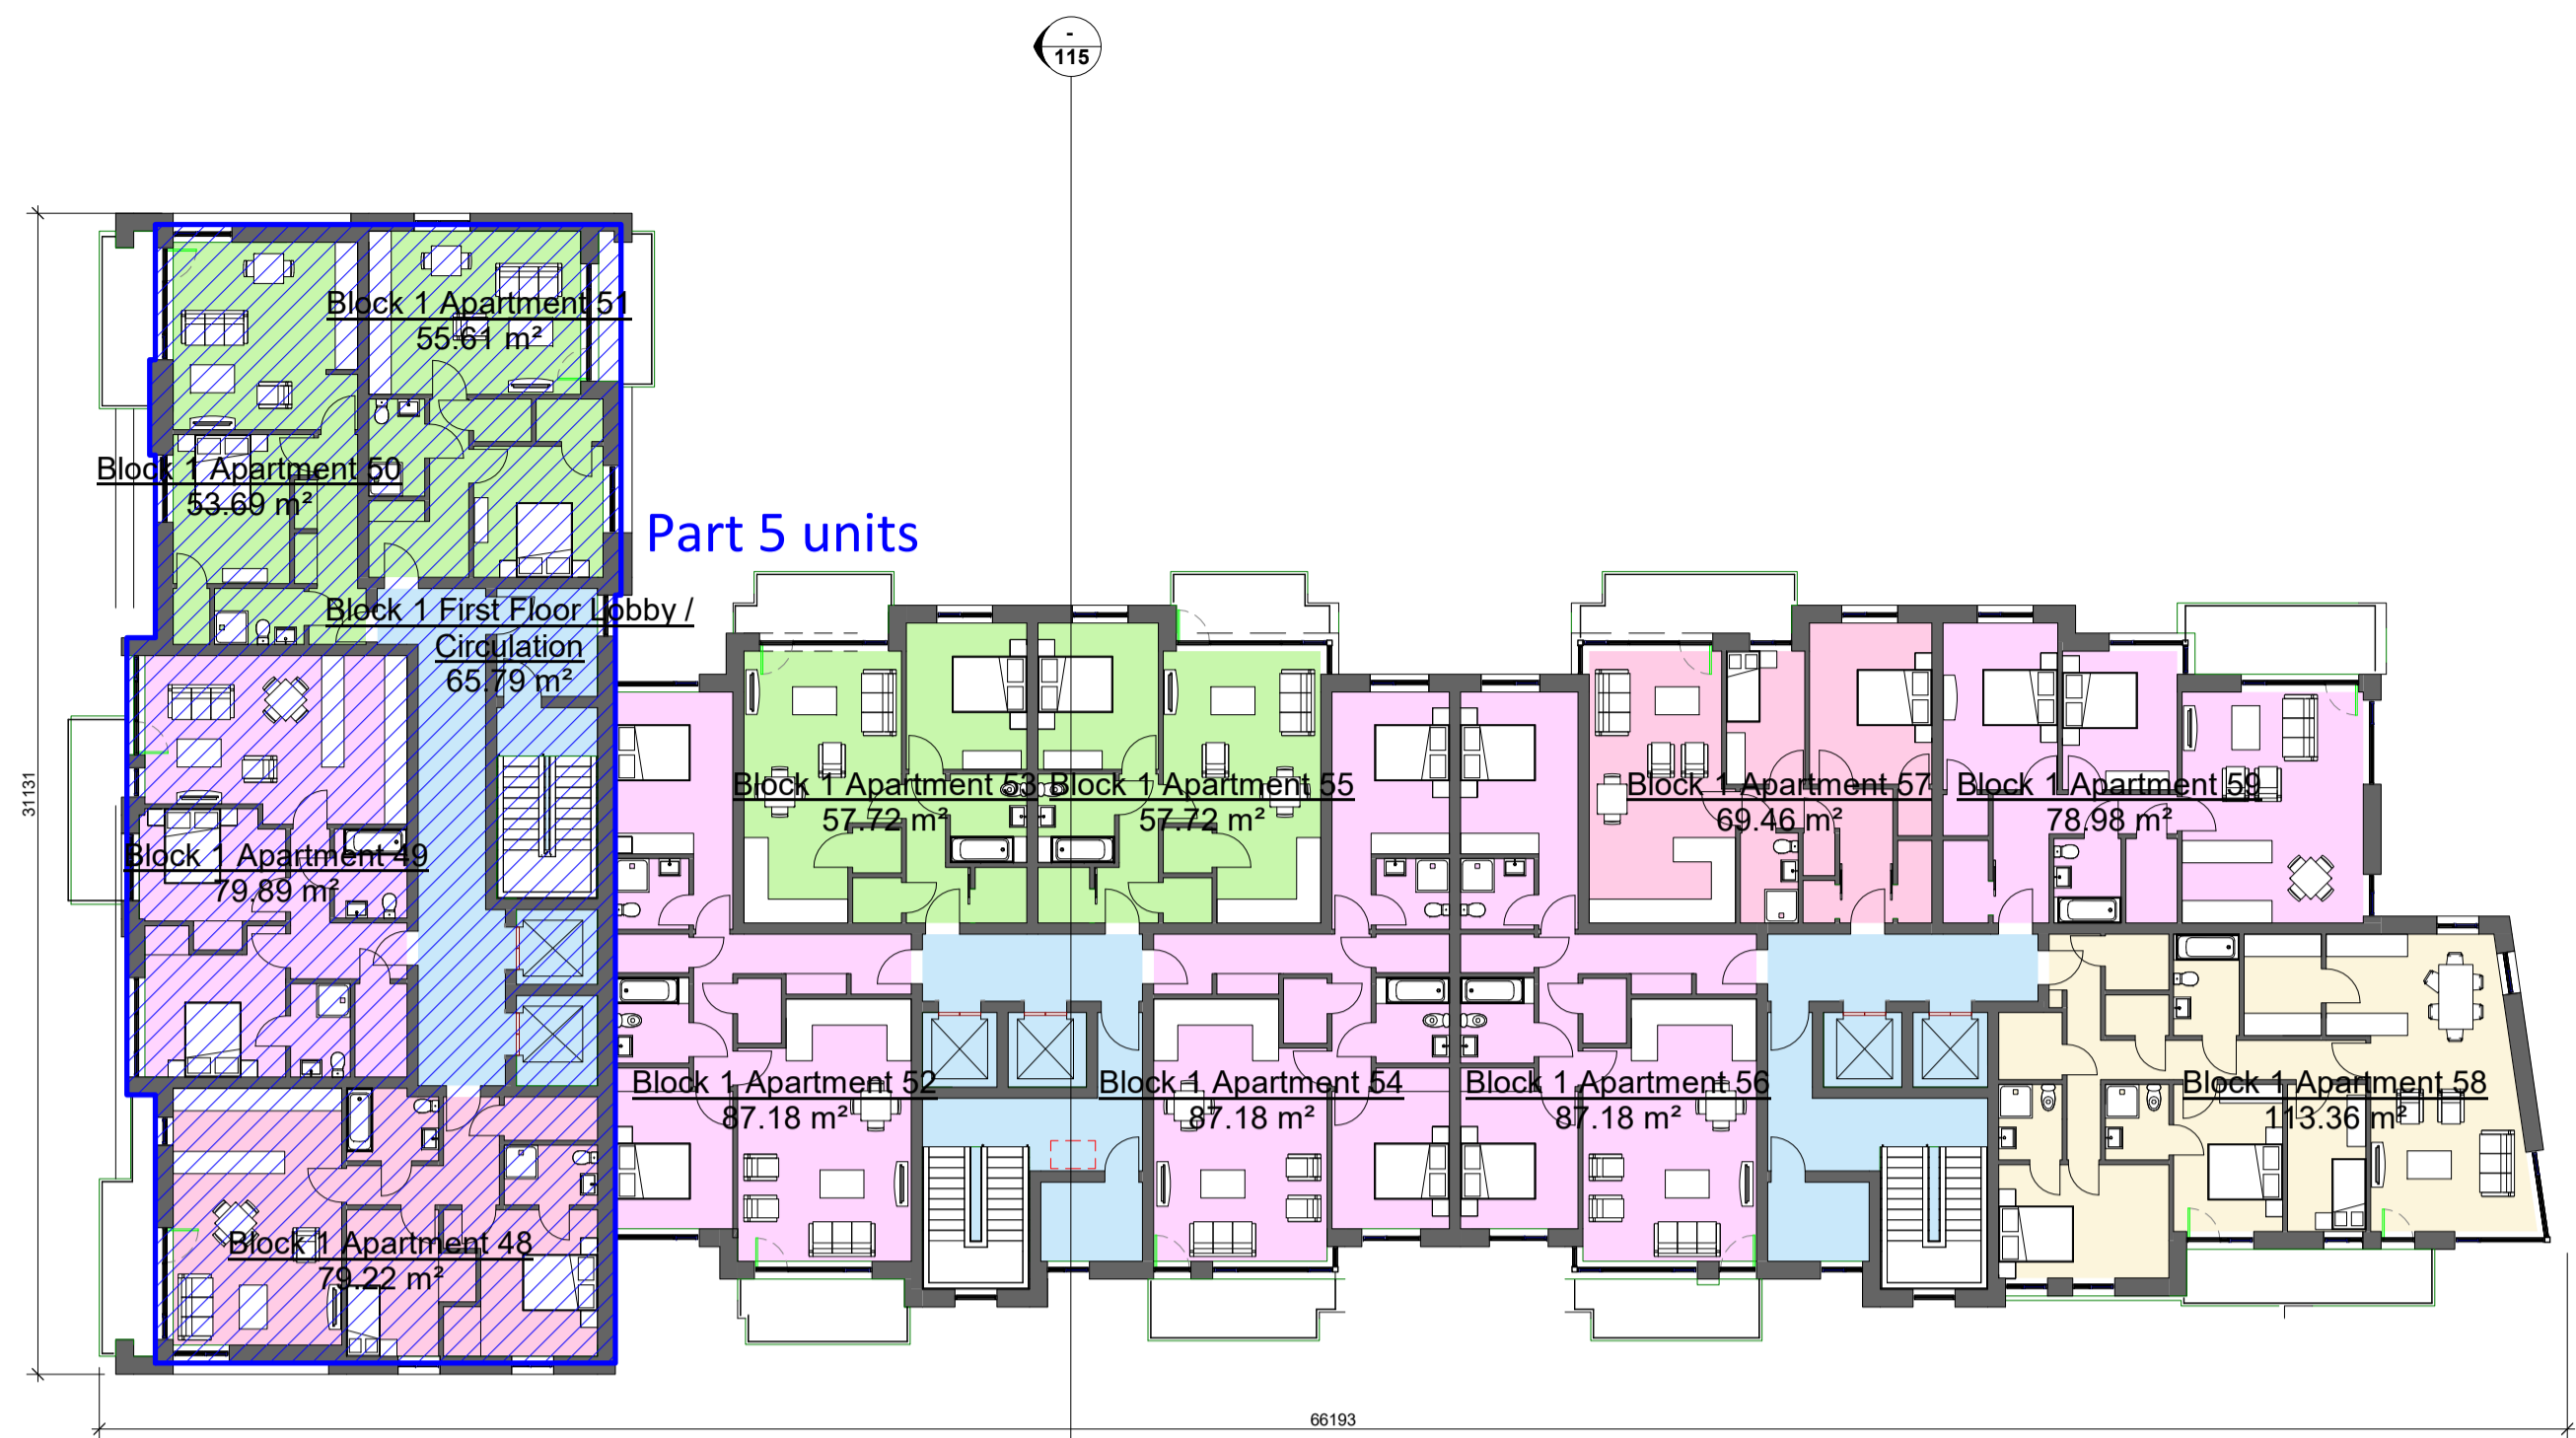 -
115
Block 1 Apartment 51
55.61 m²
Block 1 Apartment 50
53.69 m²
Part 5 units
Block 1 First Floor Lobby /
Circulation
65.79 m²
31131
Block 1 Apartment 53
57.72 m²
Block 1 Apartment 55
57.72 m²
Block 1 Apartment 57
69.46 m²
Block 1 Apartment 59
78.98 m²
Block 1 Apartment 49
79.89 m²
Block 1 Apartment 52
87.18 m²
Block 1 Apartment 54
87.18 m²
Block 1 Apartment 56
87.18 m²
Block 1 Apartment 58
113.36 m²
Block 1 Apartment 48
79.22 m²
66193